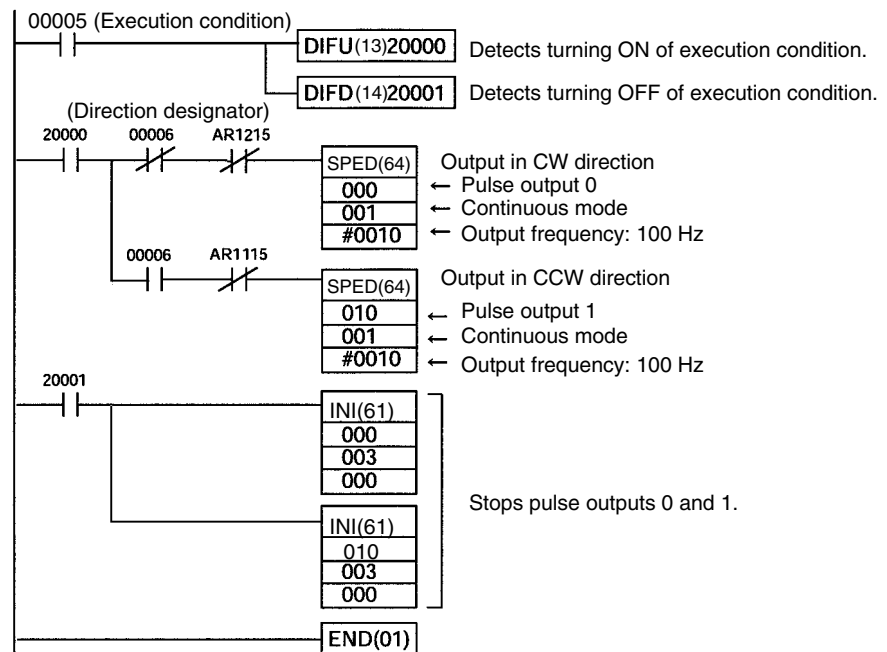 00005 (Execution condition)
DIFU(13)20000 Detects turning ON of execution condition.
DIFD(14)20001 Detects turning OFF of execution condition.
(Direction designator)
20000 00006 AR1215
SPED(64) Output in CW direction
000 ← Pulse output 0
001 ← Continuous mode
#0010 ← Output frequency: 100 Hz
00006 AR1115
SPED(64) Output in CCW direction
010 ← Pulse output 1
001 ← Continuous mode
#0010 ← Output frequency: 100 Hz
20001
INI(61)
000
003
000
Stops pulse outputs 0 and 1.
INI(61)
010
003
000
END(01)